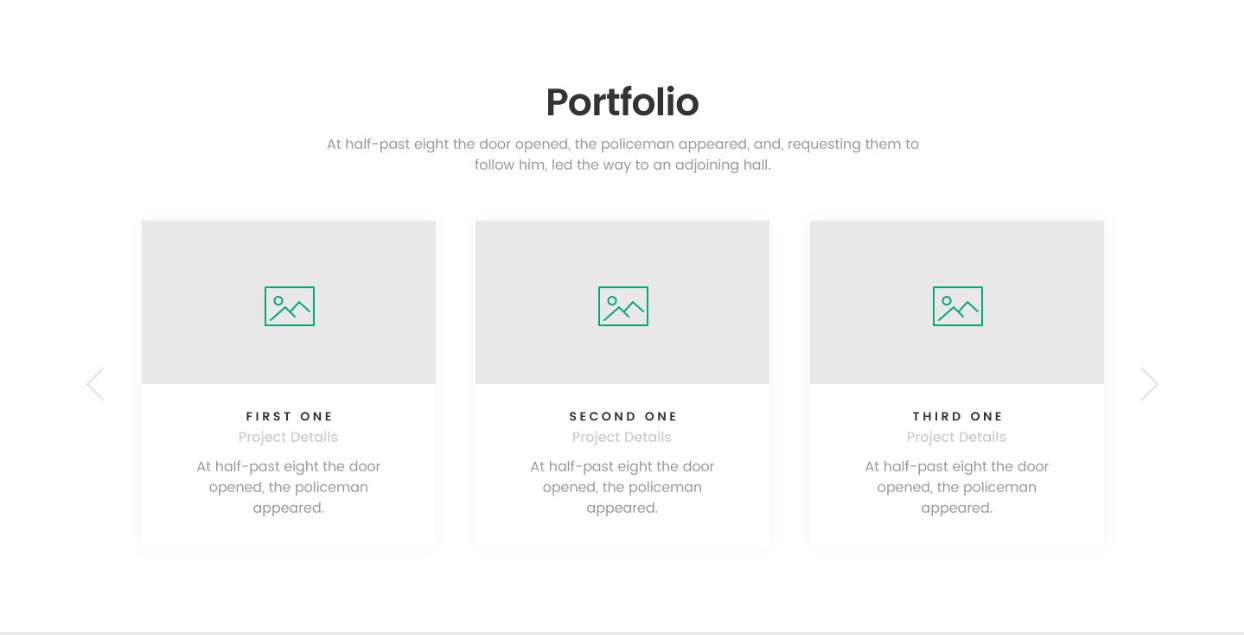 Portfolio
At half-past eight the door opened, the policeman appeared, and, requesting them to
follow him, led the way to an adjoining hall.
FIRST ONE
Project Details
At half-past eight the door
opened, the policeman
appeared.
SECOND ONE
Project Details
At half-past eight the door
opened, the policeman
appeared.
THIRD ONE
Project Details
At half-past eight the door
opened, the policeman
appeared.